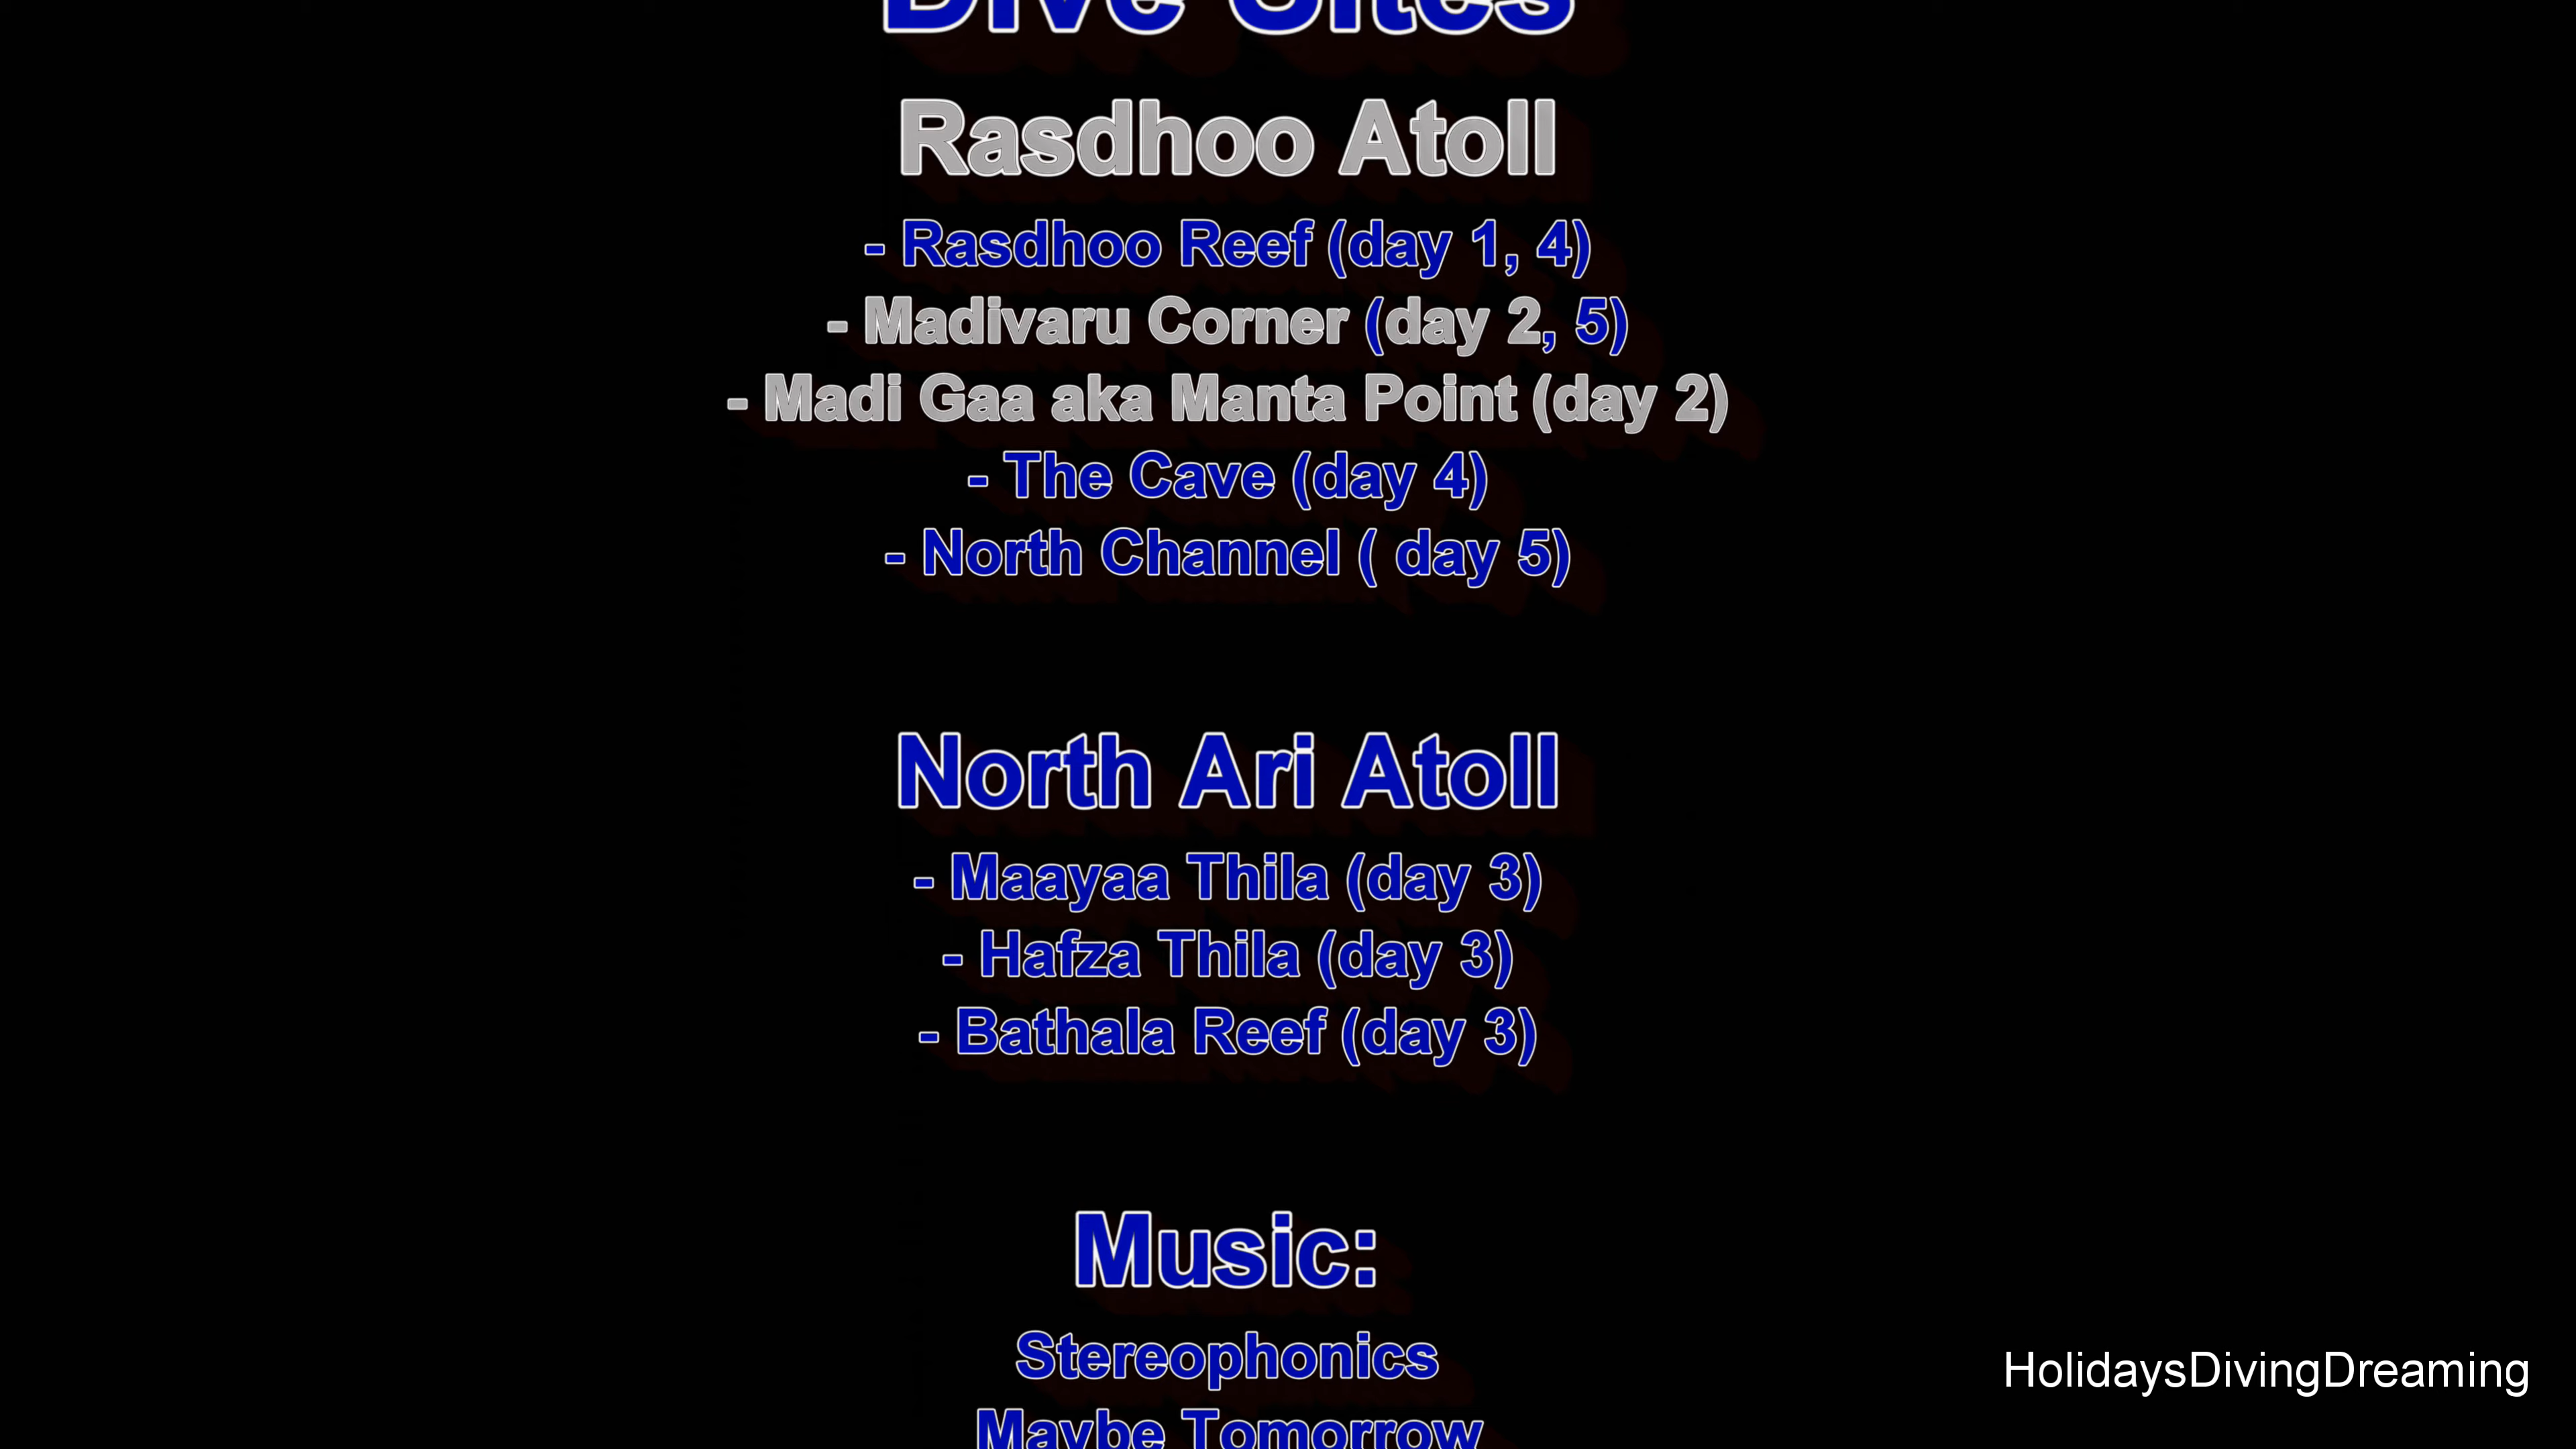 Dive Sites
Rasdhoo Atoll
- Rasdhoo Reef (day 1, 4)
- Madivaru Corner (day 2, 5)
- Madi Gaa aka Manta Point (day 2)
- The Cave (day 4)
- North Channel ( day 5)
North Ari Atoll
- Maayaa Thila (day 3)
- Hafza Thila (day 3)
- Bathala Reef (day 3)
Music:
Stereophonics
Maybe Tomorrow
HolidaysDivingDreaming